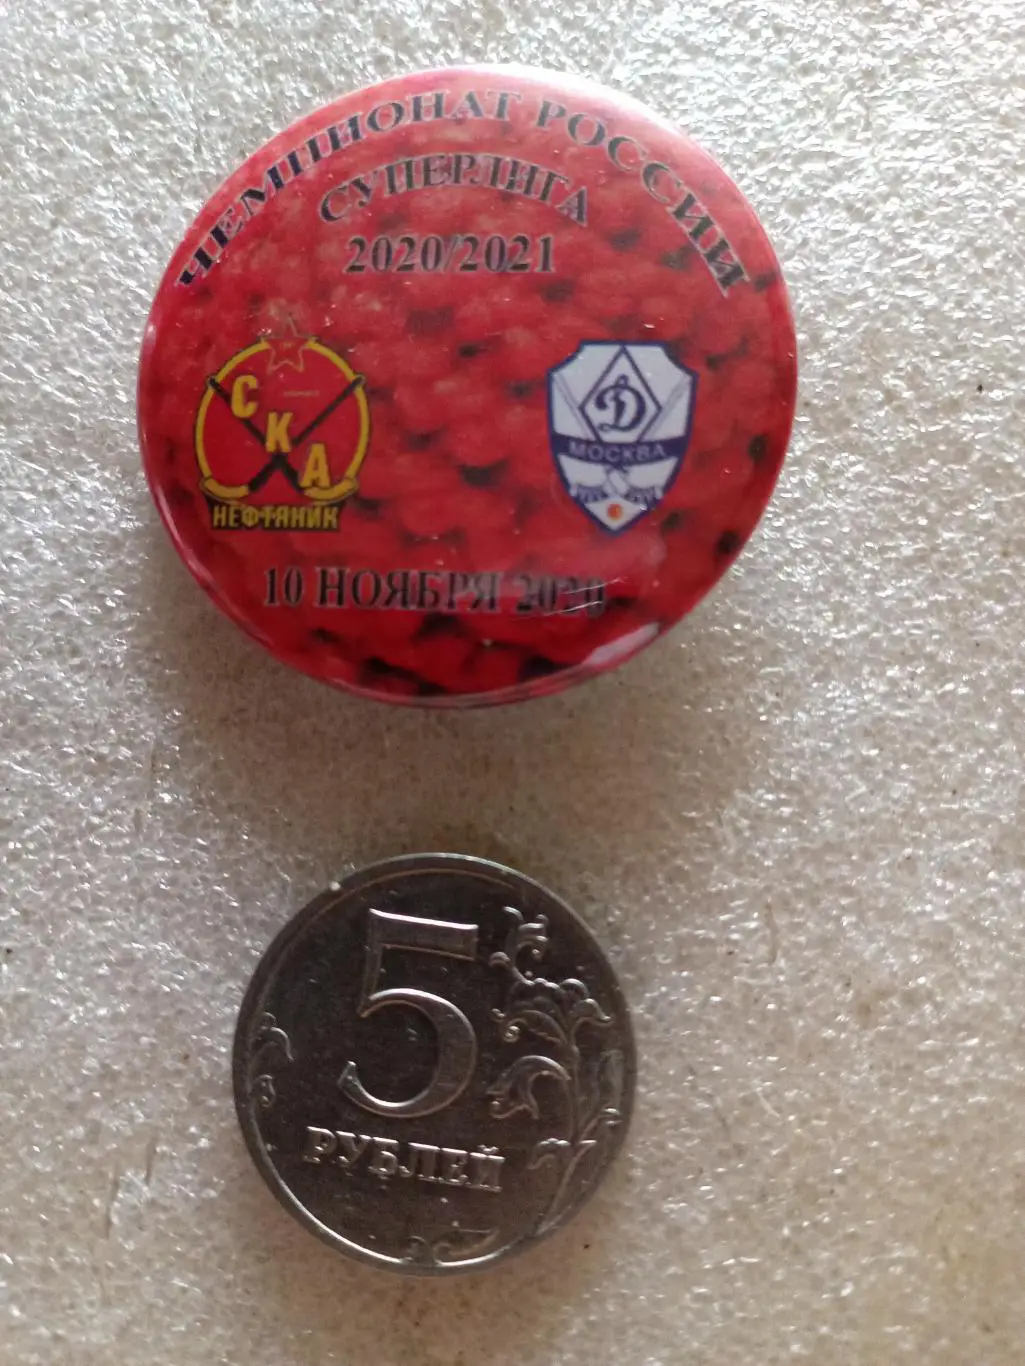 ЧЕМПИОНАТ РОССИИ
СУПЕРЛИГА
2020/2021
СКА
НЕФТЯНИК
Д
МОСКВА
10 НОЯБРЯ 2020
5
РУБЛЕЙ